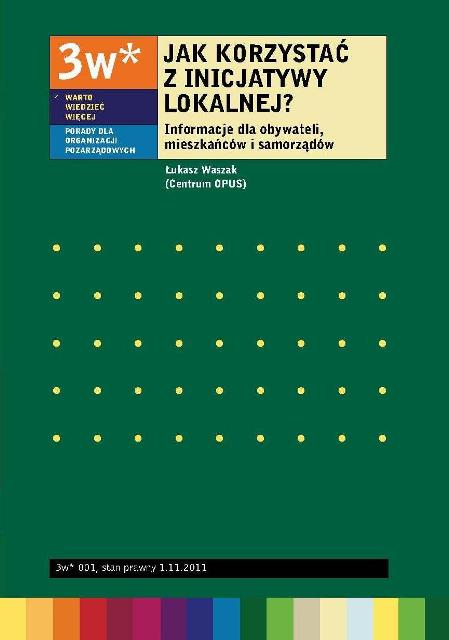 3w*
* WARTO
WIEDZIEĆ
WIĘCEJ
PORADY DLA
ORGANIZACJI
POZARZĄDOWYCH
JAK KORZYSTAĆ
Z INICJATYWY
LOKALNEJ?
Informacje dla obywateli,
mieszkańców i samorządów
Łukasz Waszak
(Centrum OPUS)
3w* 001, stan prawny 1.11.2011